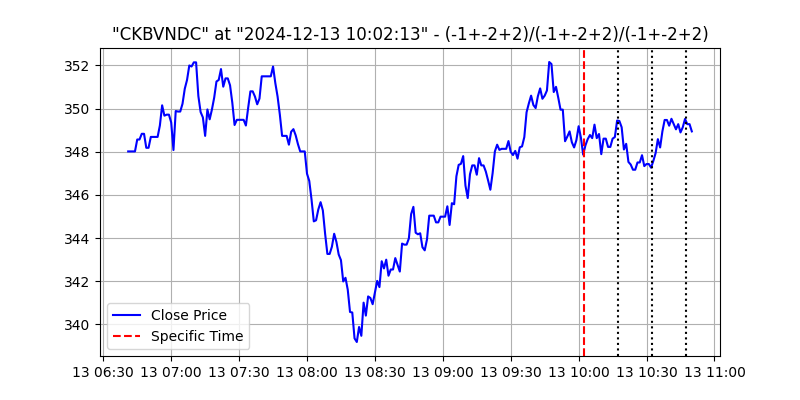 "CKBVNDC" at "2024-12-13 10:02:13" - (-1+-2+2)/(-1+-2+2)/(-1+-2+2)
352
350
348
346
344
342
340
Close Price
Specific Time
13 06:30 13 07:00 13 07:30 13 08:00 13 08:30 13 09:00 13 09:30 13 10:00 13 10:30 13 11:00